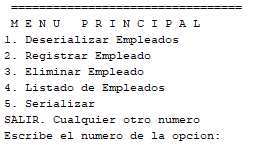 =================================
M E N U   P R I N C I P A L
1. Deserializar Empleados
2. Registrar Empleado
3. Eliminar Empleado
4. Listado de Empleados
5. Serializar
SALIR. Cualquier otro numero
Escribe el numero de la opcion: